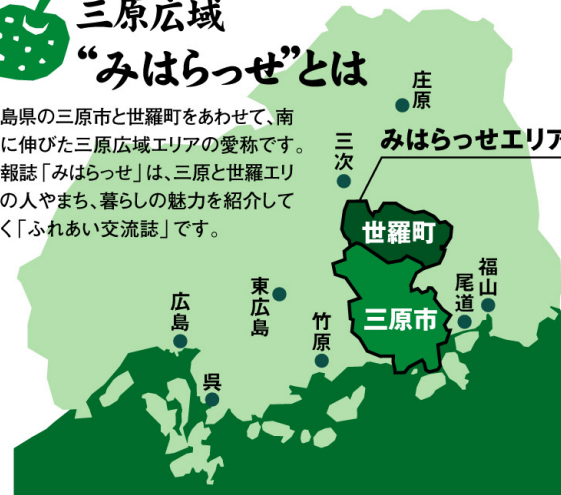 三原広域
“みはらっせ”とは
島県の三原市と世羅町をあわせて、南
に伸びた三原広域エリアの愛称です。
報誌「みはらっせ」は、三原と世羅エリ
の人やまち、暮らしの魅力を紹介して
く「ふれあい交流誌」です。
庄原
三次
みはらっせエリア
世羅町
三原市
福山
尾道
東広島
竹原
広島
呉